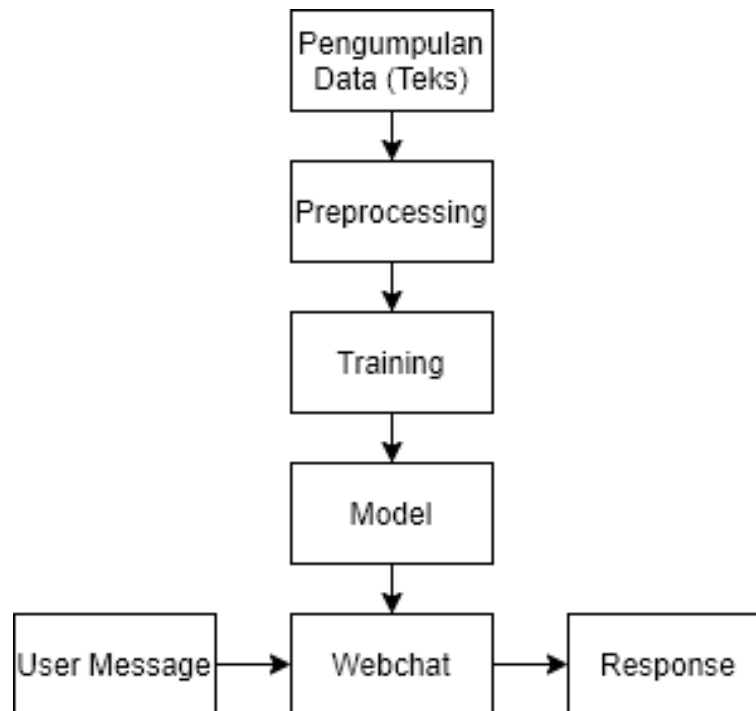 Pengumpulan
Data (Teks)
Preprocessing
Training
Model
User Message
Webchat
Response